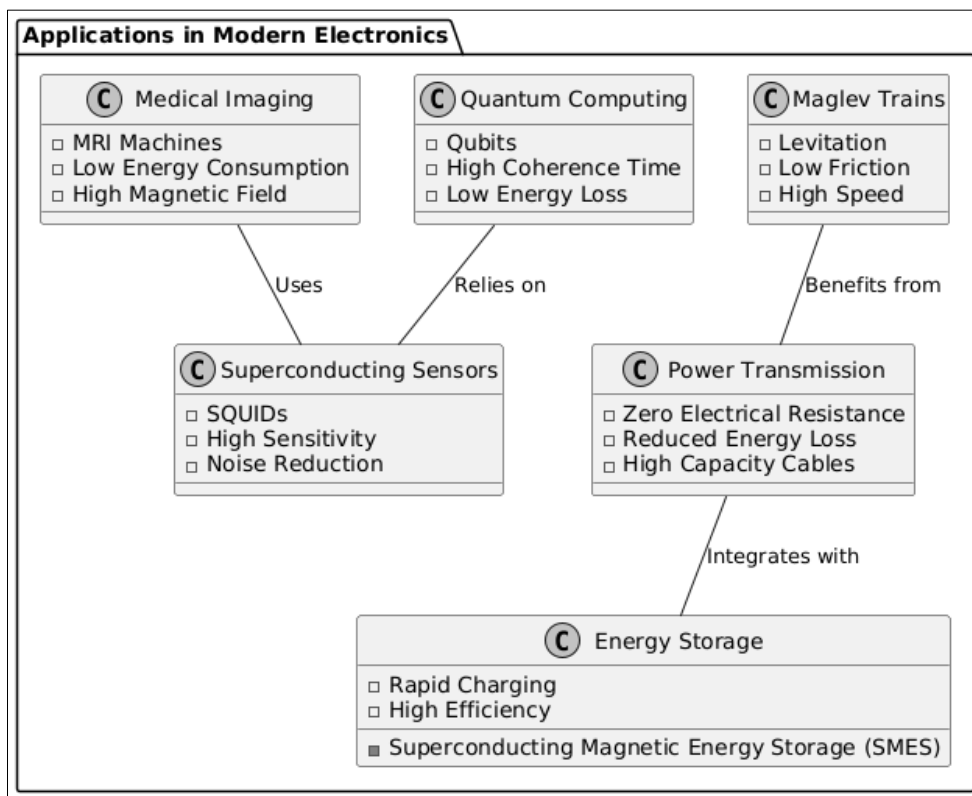 Applications in Modern Electronics
C Medical Imaging
MRI Machines
Low Energy Consumption
High Magnetic Field
C Quantum Computing
Qubits
High Coherence Time
Low Energy Loss
C Maglev Trains
Levitation
Low Friction
High Speed
Uses
Relies on
Benefits from
C Superconducting Sensors
SQUIDs
High Sensitivity
Noise Reduction
C Power Transmission
Zero Electrical Resistance
Reduced Energy Loss
High Capacity Cables
Integrates with
C Energy Storage
Rapid Charging
High Efficiency
Superconducting Magnetic Energy Storage (SMES)